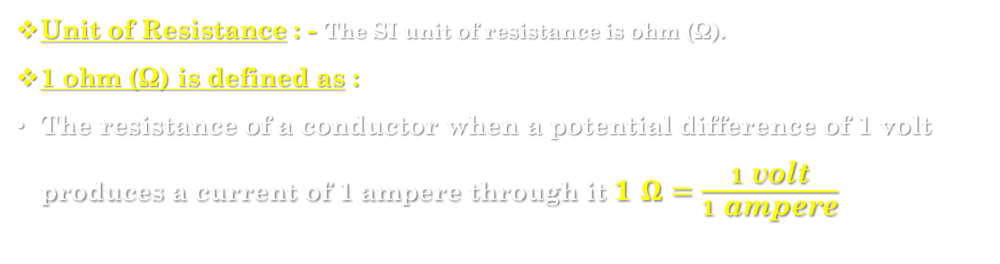 ❖Unit of Resistance : - The SI unit of resistance is ohm (Ω).
❖1 ohm (Ω) is defined as :
• The resistance of a conductor when a potential difference of 1 volt
produces a current of 1 ampere through it 1 Ω = 1 volt / 1 ampere